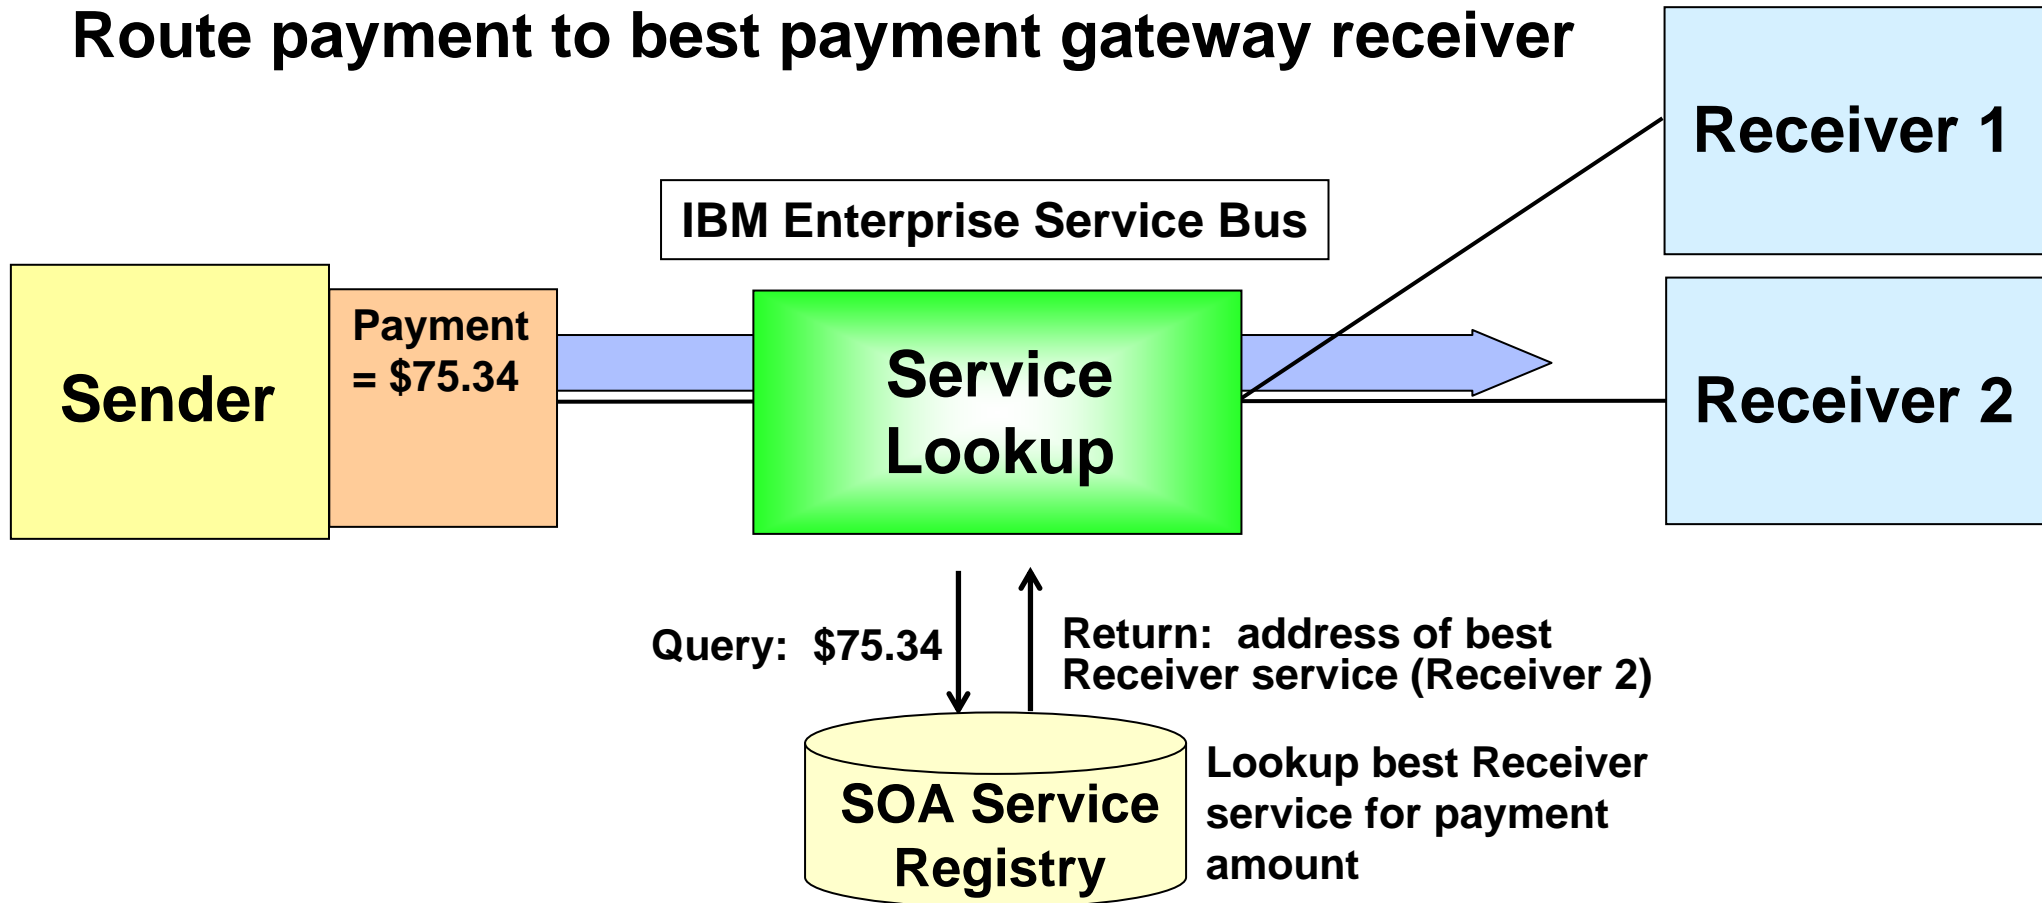 Route payment to best payment gateway receiver
Receiver 1
IBM Enterprise Service Bus
Sender
Payment
= $75.34
Service
Lookup
Receiver 2
Query:  $75.34
Return:  address of best
Receiver service (Receiver 2)
SOA Service
Registry
Lookup best Receiver
service for payment
amount